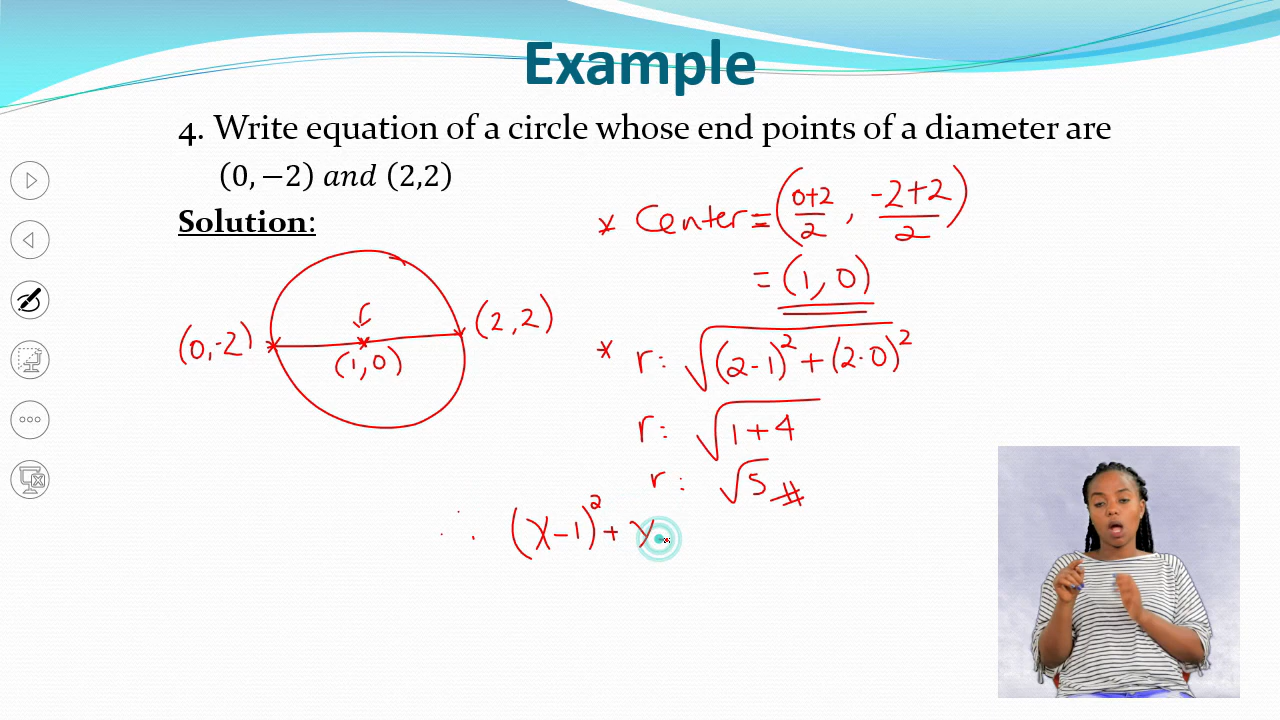 Example
4. Write equation of a circle whose end points of a diameter are
(0, −2) and (2,2)
Solution:
* Center = (0+2/2 , -2+2/2)
= (1, 0)
(0,-2)
r
(1, 0)
(2, 2)
* r: √(2-1)² + (2-0)²
r: √1+4
r: √5 #
∴ (x-1)² + y